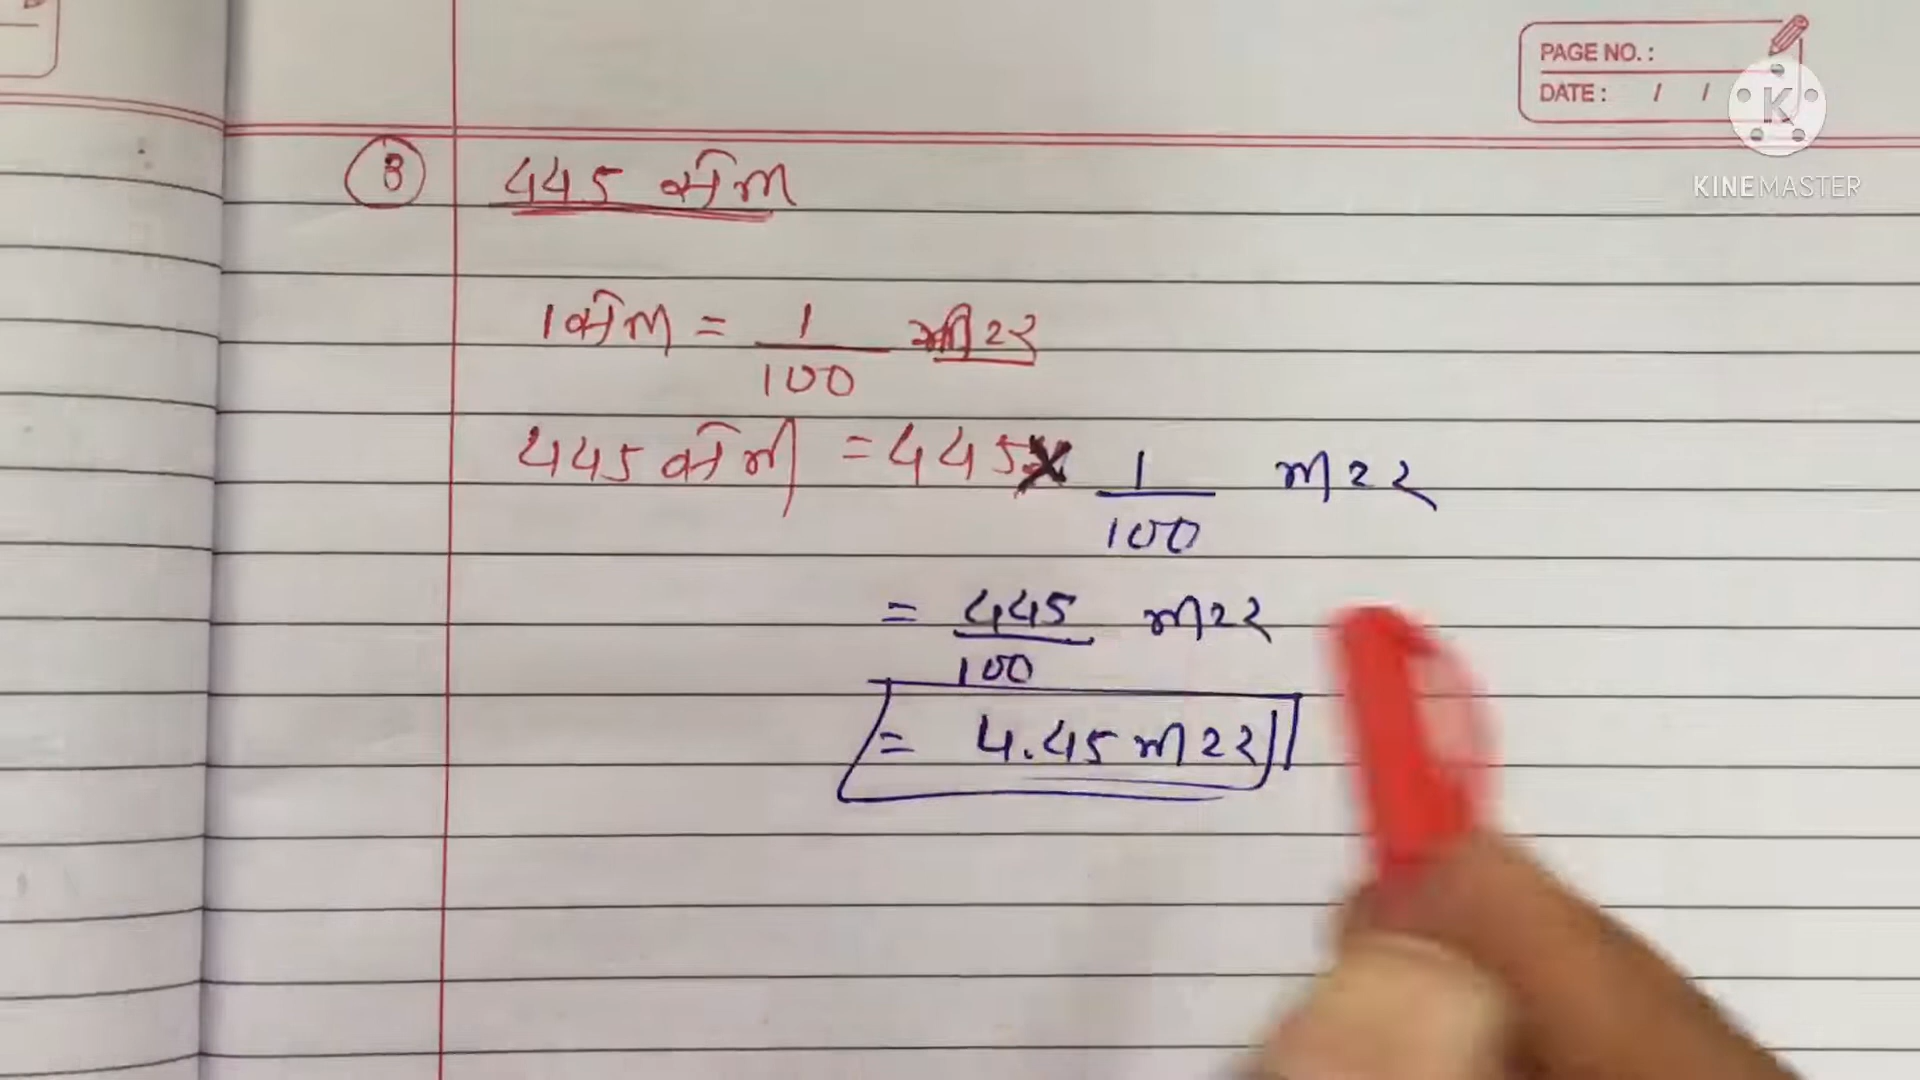 PAGE NO. :
DATE : / /
KINEMASTER
3 445 सेमी
1 सेमी = 1/100 मीटर
445 सेमी = 445 × 1/100 मीटर
= 445/100 मीटर
= 4.45 मीटर